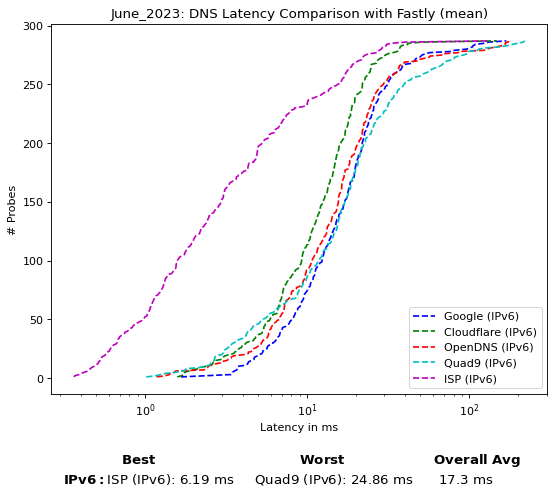 June_2023: DNS Latency Comparison with Fastly (mean)
300
250
200
150
100
50
0
# Probes
Google (IPv6)
Cloudflare (IPv6)
OpenDNS (IPv6)
Quad9 (IPv6)
ISP (IPv6)
10⁰ 10¹ 10²
Latency in ms
Best Worst Overall Avg
IPv6: ISP (IPv6): 6.19 ms Quad9 (IPv6): 24.86 ms 17.3 ms